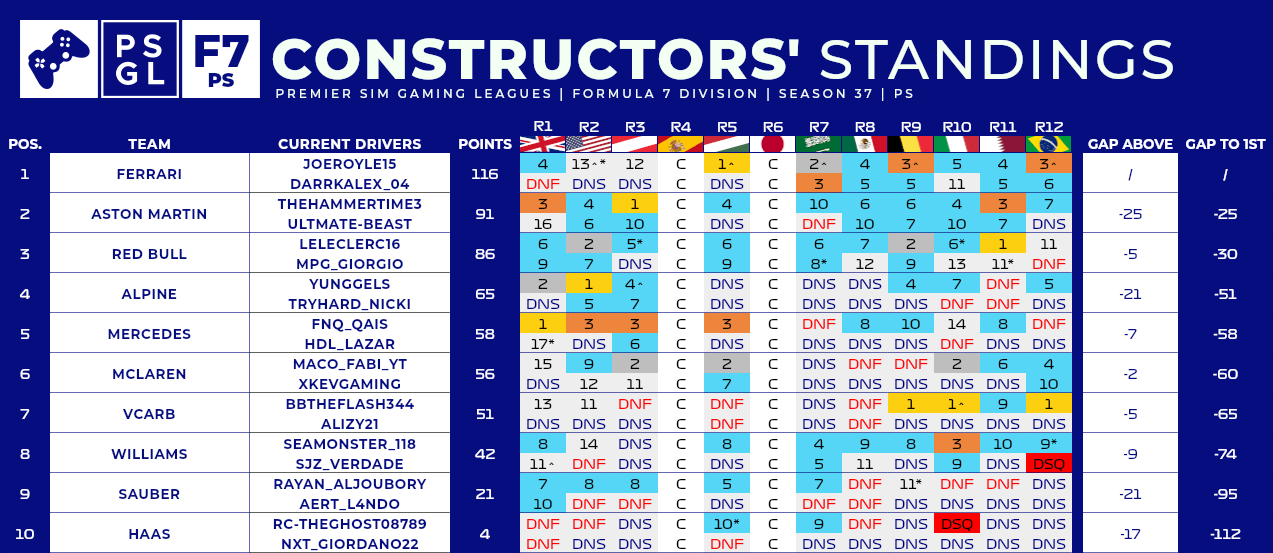 PS
GL
F7
PS
CONSTRUCTORS' STANDINGS
PREMIER SIM GAMING LEAGUES | FORMULA 7 DIVISION | SEASON 37 | PS
R1 R2 R3 R4 R5 R6 R7 R8 R9 R10 R11 R12
POS. TEAM CURRENT DRIVERS POINTS GAP ABOVE GAP TO 1ST
JOEROYLE15 4 13^* 12 C 1^ C 2^ 4 3^ 5 4 3^
1 FERRARI 116 / /
DARRKALEX_04 DNF DNS DNS C DNS C 3 5 5 11 5 6
THEHAMMERTIME3 3 4 1 C 4 C 10 6 6 4 3 7
2 ASTON MARTIN 91 -25 -25
ULTMATE-BEAST 16 6 10 C DNS C DNF 10 7 10 7 DNS
LELECLERC16 6 2 5* C 6 C 6 7 2 6* 1 11
3 RED BULL 86 -5 -30
MPG_GIORGIO 9 7 DNS C 9 C 8* 12 9 13 11* DNF
YUNGGELS 2 1 4^ C DNS C DNS DNS 4 7 DNF 5
4 ALPINE 65 -21 -51
TRYHARD_NICKI DNS 5 7 C DNS C DNS DNS DNS DNF DNF DNS
FNQ_QAIS 1 3 3 C 3 C DNF 8 10 14 8 DNF
5 MERCEDES 58 -7 -58
HDL_LAZAR 17* DNS 6 C DNS C DNS DNS DNS DNF DNS DNS
MACO_FABI_YT 15 9 2 C 2 C DNS DNF DNF 2 6 4
6 MCLAREN 56 -2 -60
XKEVGAMING DNS 12 11 C 7 C DNS DNS DNS DNS DNS 10
BBTHEFLASH344 13 11 DNF C DNF C DNS DNF 1 1^ 9 1
7 VCARB 51 -5 -65
ALIZY21 DNS DNS DNS C DNF C DNS DNF DNS DNS DNS DNS
SEAMONSTER_118 8 14 DNS C 8 C 4 9 8 3 10 9*
8 WILLIAMS 42 -9 -74
SJZ_VERDADE 11^ DNF DNS C DNS C 5 11 DNS 9 DNS DSQ
RAYAN_ALJOUBORY 7 8 8 C 5 C 7 DNF 11* DNF DNF DNS
9 SAUBER 21 -21 -95
AERT_L4NDO 10 DNF DNF C DNS C DNF DNF DNS DNS DNS DNS
RC-THEGHOST08789 DNF DNF DNS C 10* C 9 DNF DNS DSQ DNS DNS
10 HAAS 4 -17 -112
NXT_GIORDANO22 DNF DNS DNS C DNF C DNS DNS DNS DNS DNS DNS